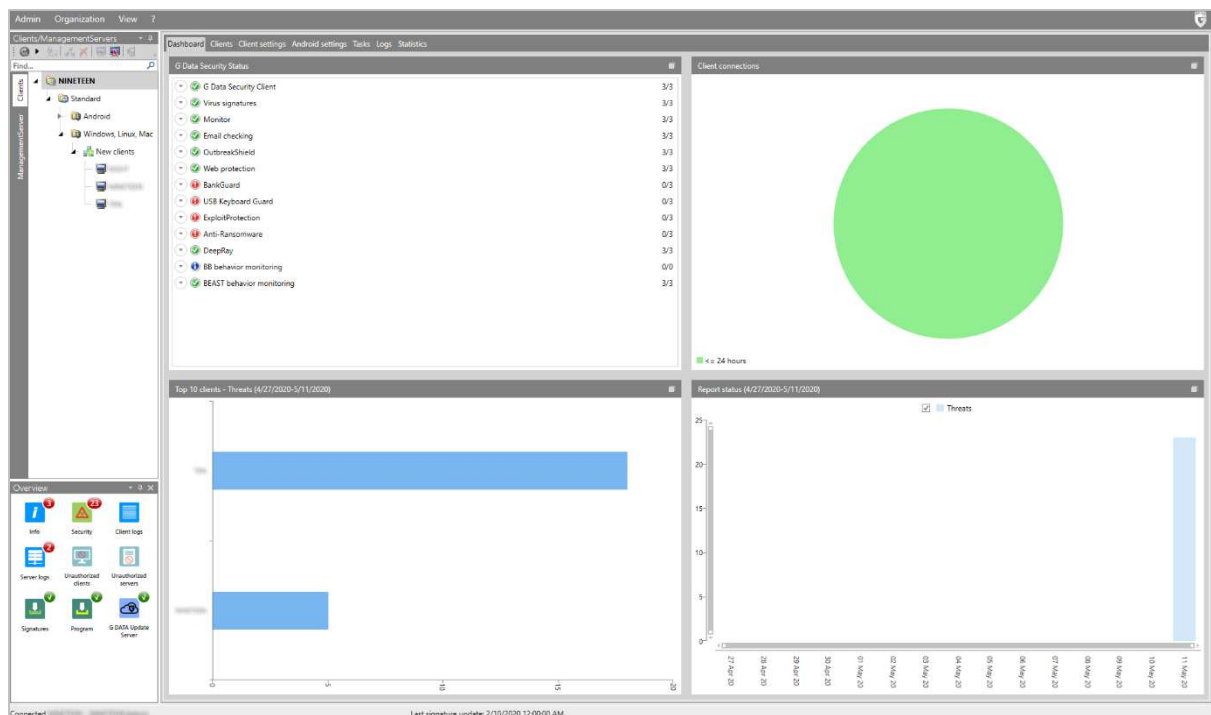 Admin Organization View ?
Clients/ManagementServers
Find...
Clients
ManagementServer
NINETEEN
Standard
Android
Windows, Linux, Mac
New clients
Dashboard Clients Client settings Android settings Tasks Logs Statistics
G Data Security Status
G Data Security Client 3/3
Virus signatures 3/3
Monitor 3/3
Email checking 3/3
OutbreakShield 3/3
Web protection 3/3
BankGuard 0/3
USB Keyboard Guard 0/3
ExploitProtection 0/3
Anti-Ransomware 0/3
DeepRay 3/3
BB behavior monitoring 0/0
BEAST behavior monitoring 3/3
Client connections
<= 24 hours
Top 10 clients - Threats (4/27/2020-5/11/2020)
0 5 10 15 20
Report status (4/27/2020-5/11/2020)
Threats
25
20
15
10
5
0
27 Apr 20
28 Apr 20
29 Apr 20
30 Apr 20
01 May 20
02 May 20
03 May 20
04 May 20
05 May 20
06 May 20
07 May 20
08 May 20
09 May 20
10 May 20
11 May 20
Overview
3 23
Info Security Client logs
2
Server logs Unauthorized clients Unauthorized servers
Signatures Program G DATA Update Server
Connected
Last signature update: 2/10/2020 12:00:00 AM